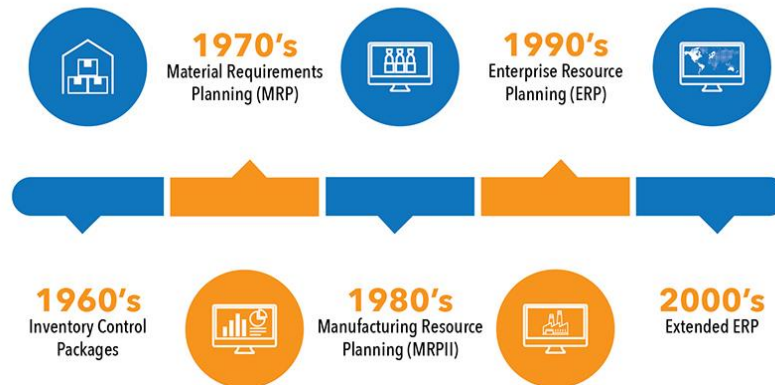 1970's
Material Requirements
Planning (MRP)
1990's
Enterprise Resource
Planning (ERP)
1960's
Inventory Control
Packages
1980's
Manufacturing Resource
Planning (MRPII)
2000's
Extended ERP